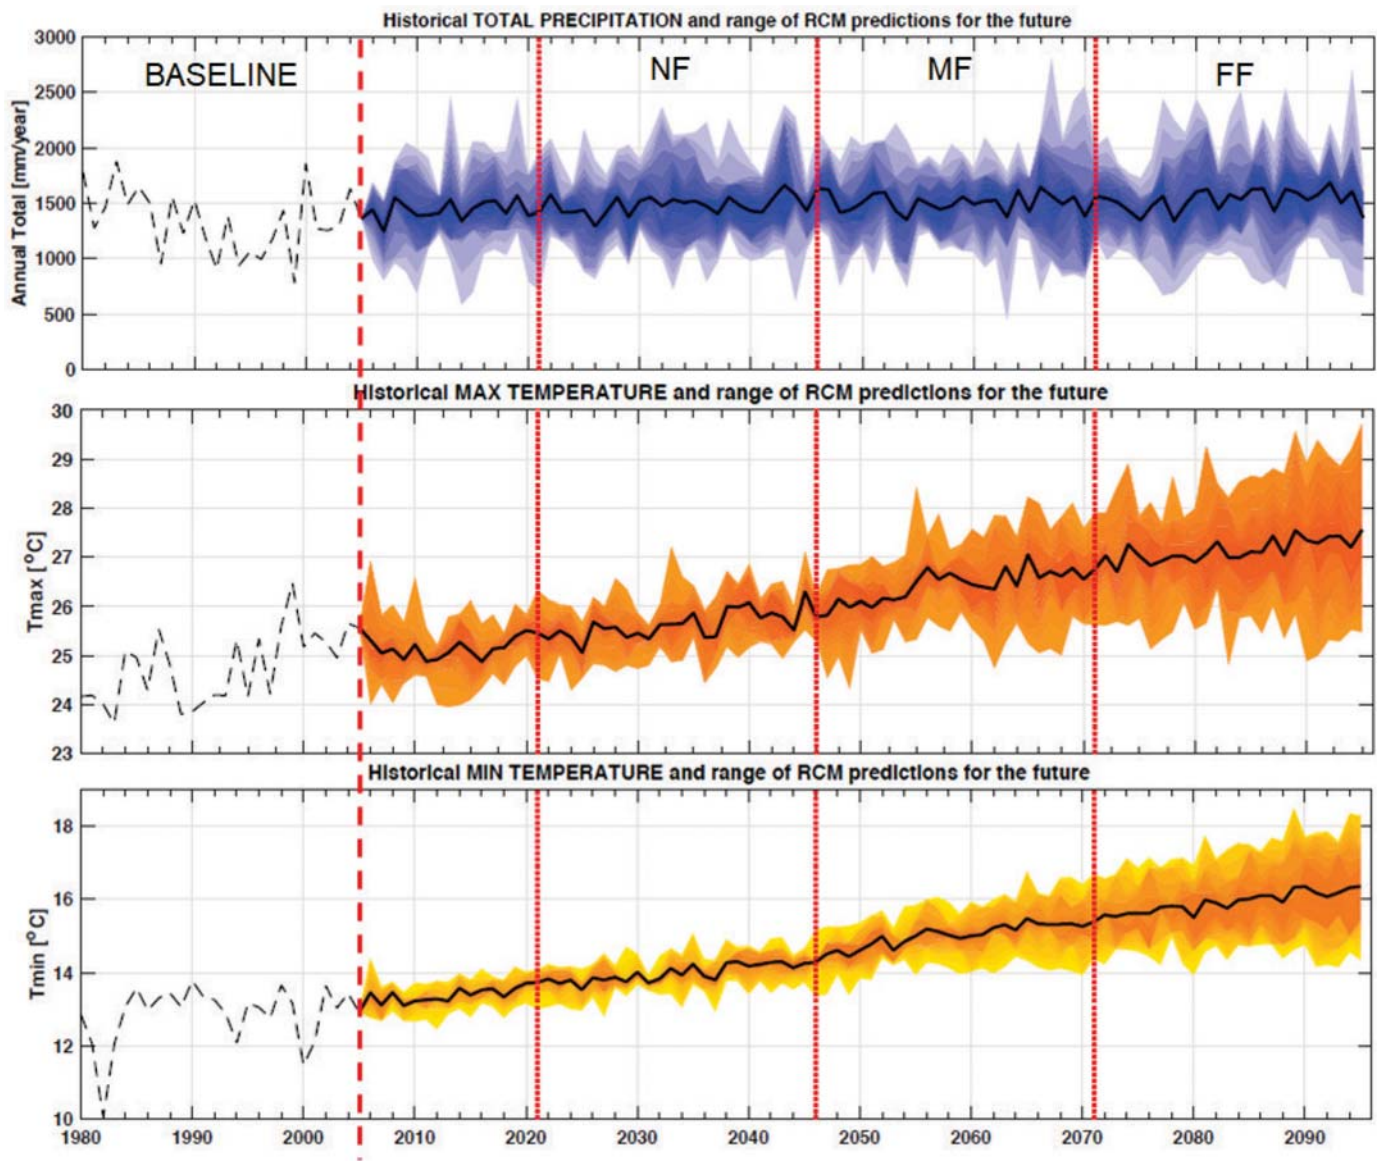 Historical TOTAL PRECIPITATION and range of RCM predictions for the future
3000
2500
2000
1500
1000
500
0
Annual Total [mm/year]
BASELINE
NF
MF
FF
Historical MAX TEMPERATURE and range of RCM predictions for the future
30
29
28
27
26
25
24
23
Tmax [°C]
Historical MIN TEMPERATURE and range of RCM predictions for the future
18
16
14
12
10
Tmin [°C]
1980 1990 2000 2010 2020 2030 2040 2050 2060 2070 2080 2090